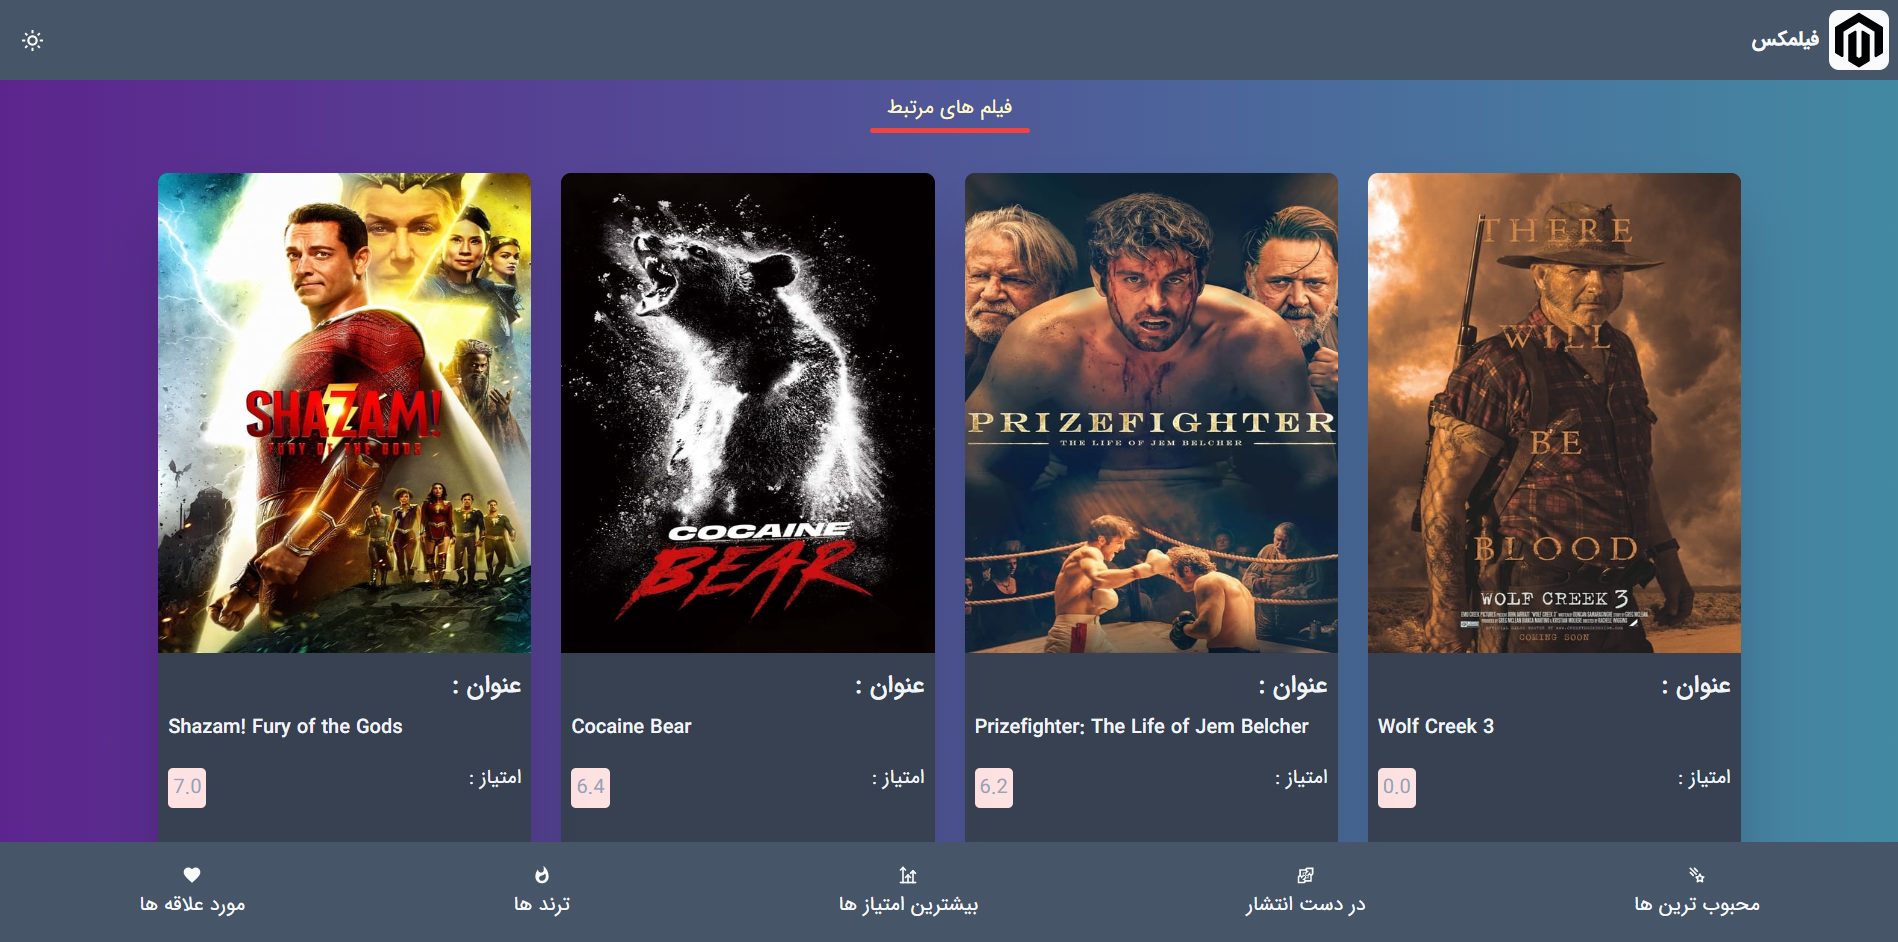 فیلمکس
فیلم های مرتبط
THERE
WILL
BE
BLOOD
WOLF CREEK 3
COMING SOON
عنوان :
Wolf Creek 3
امتیاز :
0.0
PRIZEFIGHTER
THE LIFE OF JEM BELCHER
عنوان :
Prizefighter: The Life of Jem Belcher
امتیاز :
6.2
COCAINE
BEAR
عنوان :
Cocaine Bear
امتیاز :
6.4
SHAZAM!
FURY OF THE GODS
عنوان :
Shazam! Fury of the Gods
امتیاز :
7.0
محبوب ترین ها
در دست انتشار
بیشترین امتیاز ها
ترند ها
مورد علاقه ها